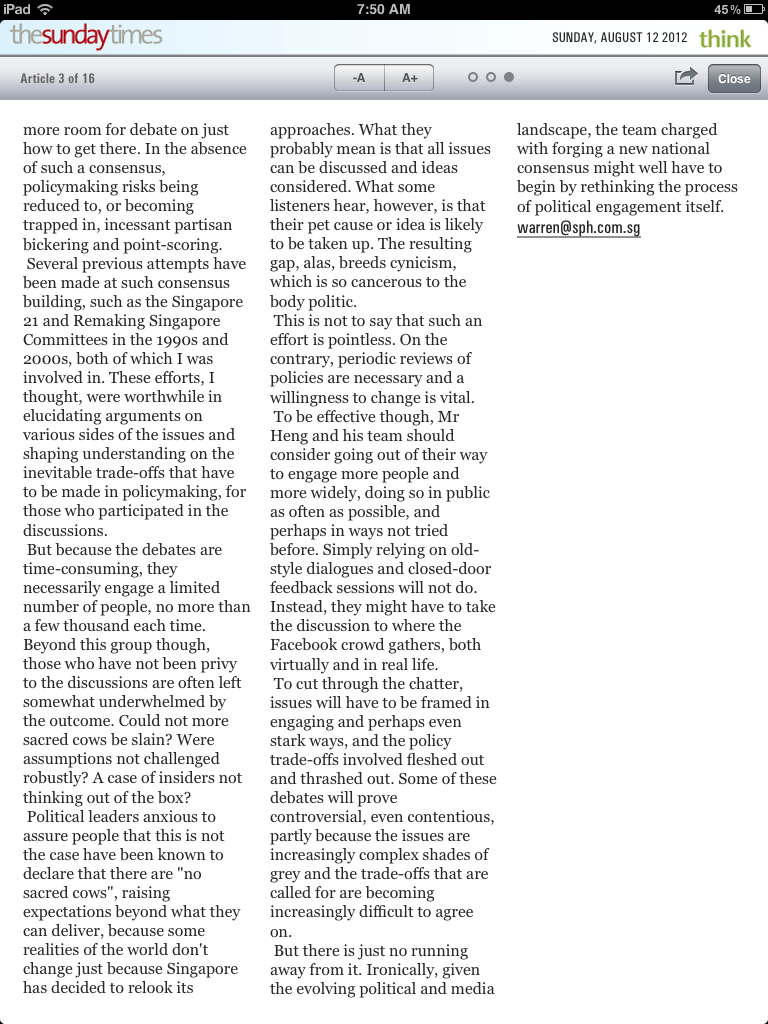 iPad
7:50 AM
45%
thesundaytimes
SUNDAY, AUGUST 12 2012 think
Article 3 of 16
-A
A+
Close
more room for debate on just
how to get there. In the absence
of such a consensus,
policymaking risks being
reduced to, or becoming
trapped in, incessant partisan
bickering and point-scoring.
Several previous attempts have
been made at such consensus
building, such as the Singapore
21 and Remaking Singapore
Committees in the 1990s and
2000s, both of which I was
involved in. These efforts, I
thought, were worthwhile in
elucidating arguments on
various sides of the issues and
shaping understanding on the
inevitable trade-offs that have
to be made in policymaking, for
those who participated in the
discussions.
But because the debates are
time-consuming, they
necessarily engage a limited
number of people, no more than
a few thousand each time.
Beyond this group though,
those who have not been privy
to the discussions are often left
somewhat underwhelmed by
the outcome. Could not more
sacred cows be slain? Were
assumptions not challenged
robustly? A case of insiders not
thinking out of the box?
Political leaders anxious to
assure people that this is not
the case have been known to
declare that there are "no
sacred cows", raising
expectations beyond what they
can deliver, because some
realities of the world don't
change just because Singapore
has decided to relook its
approaches. What they
probably mean is that all issues
can be discussed and ideas
considered. What some
listeners hear, however, is that
their pet cause or idea is likely
to be taken up. The resulting
gap, alas, breeds cynicism,
which is so cancerous to the
body politic.
This is not to say that such an
effort is pointless. On the
contrary, periodic reviews of
policies are necessary and a
willingness to change is vital.
To be effective though, Mr
Heng and his team should
consider going out of their way
to engage more people and
more widely, doing so in public
as often as possible, and
perhaps in ways not tried
before. Simply relying on old-
style dialogues and closed-door
feedback sessions will not do.
Instead, they might have to take
the discussion to where the
Facebook crowd gathers, both
virtually and in real life.
To cut through the chatter,
issues will have to be framed in
engaging and perhaps even
stark ways, and the policy
trade-offs involved fleshed out
and thrashed out. Some of these
debates will prove
controversial, even contentious,
partly because the issues are
increasingly complex shades of
grey and the trade-offs that are
called for are becoming
increasingly difficult to agree
on.
But there is just no running
away from it. Ironically, given
the evolving political and media
landscape, the team charged
with forging a new national
consensus might well have to
begin by rethinking the process
of political engagement itself.
warren@sph.com.sg